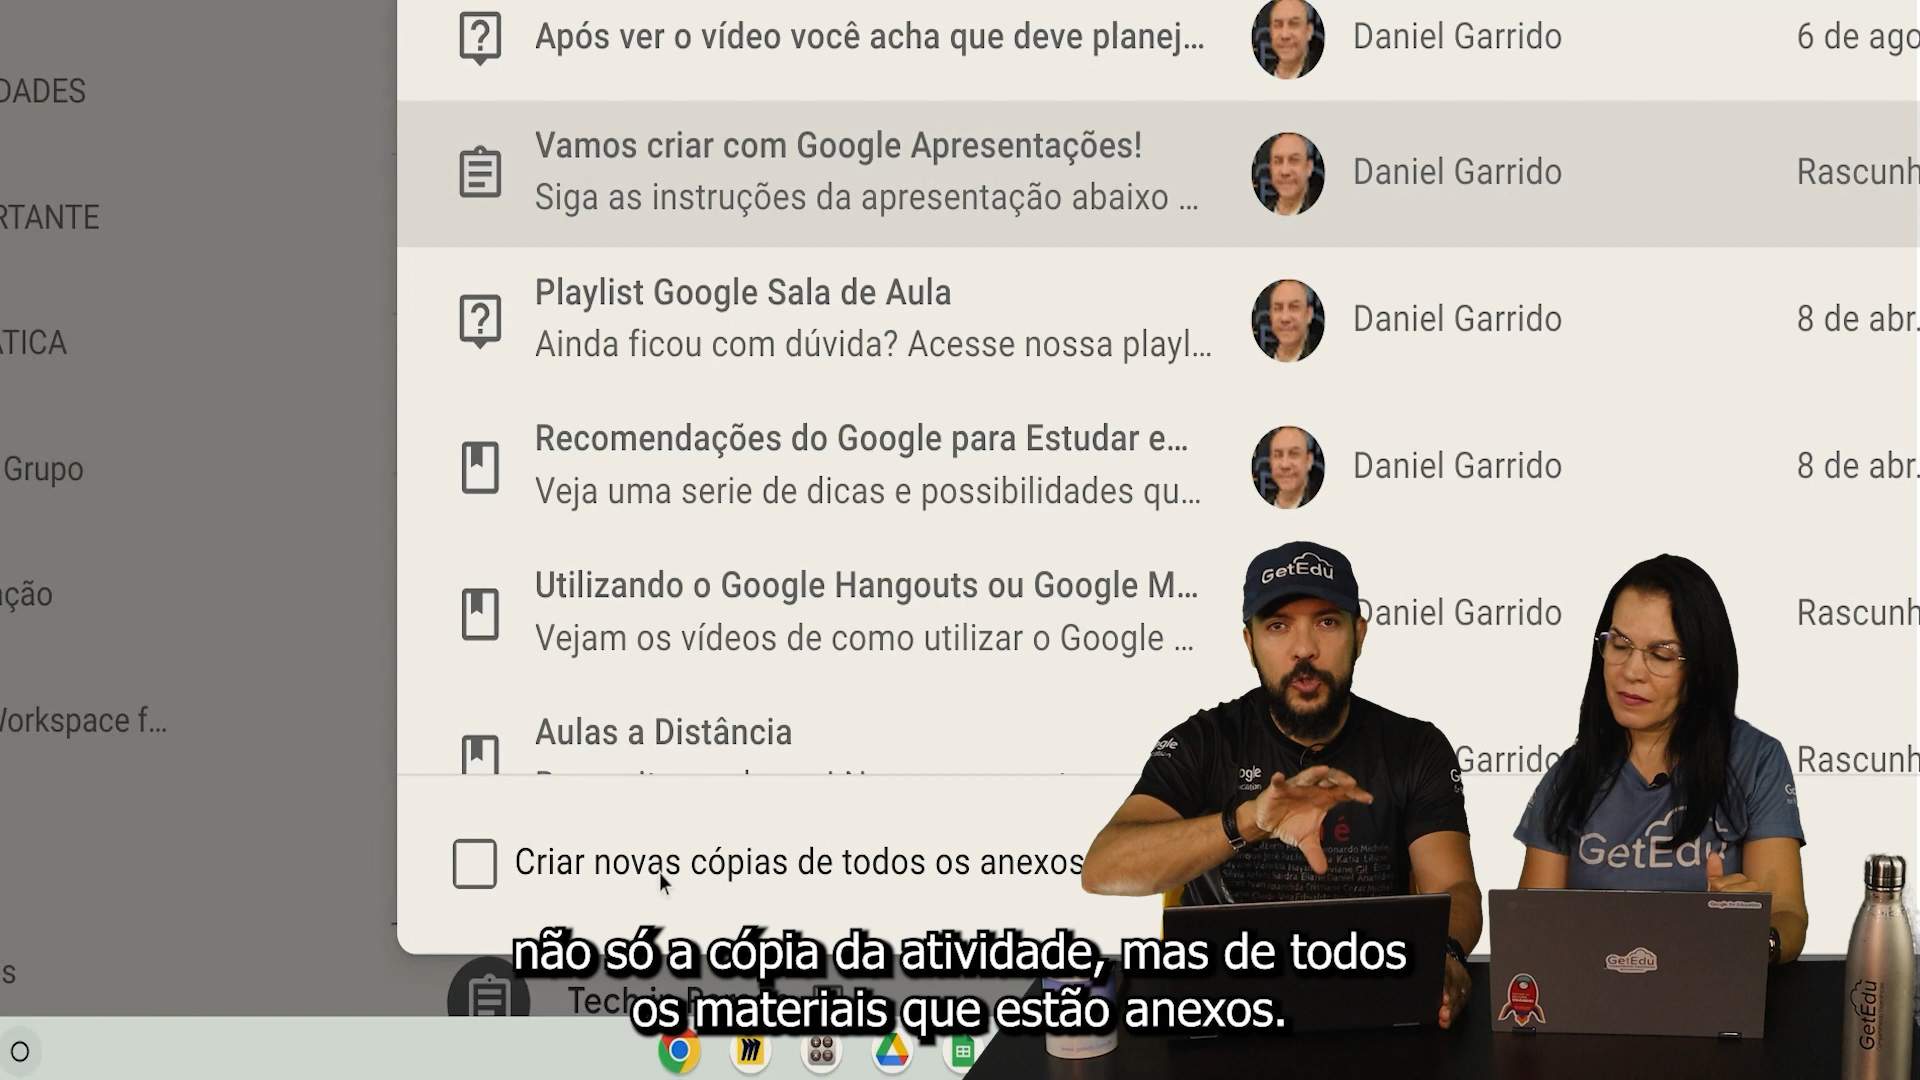 Após ver o vídeo você acha que deve planej...
Daniel Garrido
6 de ago
DADES
Vamos criar com Google Apresentações!
Siga as instruções da apresentação abaixo ...
Daniel Garrido
Rascunh
RTANTE
Playlist Google Sala de Aula
Ainda ficou com dúvida? Acesse nossa playl...
Daniel Garrido
8 de abr.
ÁTICA
Recomendações do Google para Estudar e...
Veja uma serie de dicas e possibilidades qu...
Daniel Garrido
8 de abr.
Grupo
Utilizando o Google Hangouts ou Google M...
Vejam os vídeos de como utilizar o Google ...
Daniel Garrido
Rascunh
ação
GetEdu
Workspace f...
Aulas a Distância
Garrido
Rascunh
Criar novas cópias de todos os anexos
GetEdu
não só a cópia da atividade, mas de todos
os materiais que estão anexos.
s
Tech
GetEdu
GetEdu